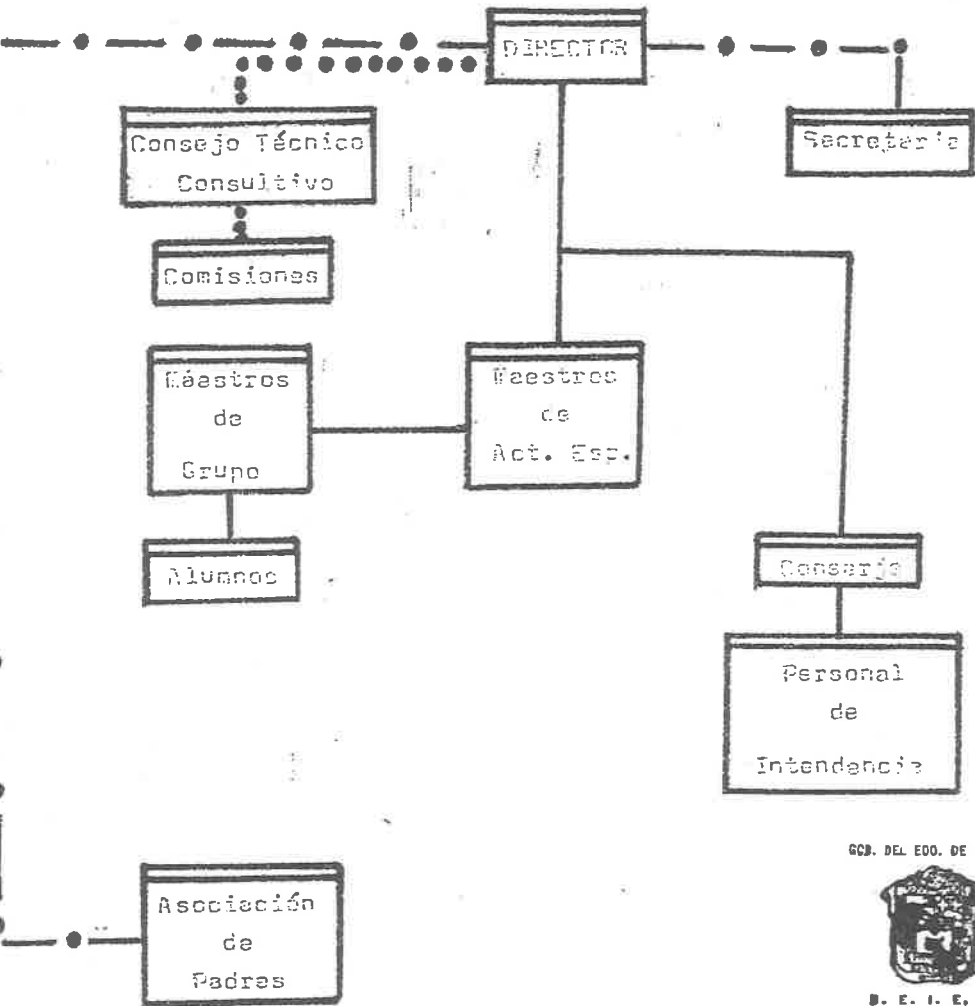 DIRECTOR
Secretaria
Consejo Técnico
Consultivo
Comisiones
Máestros
de
Grupo
Maestros
de
Act. Esp.
Alumnos
Conserje
Personal
de
Intendencia
Asociación
de
Padres
GOB. DEL EDO. DE
D. E. I. E.